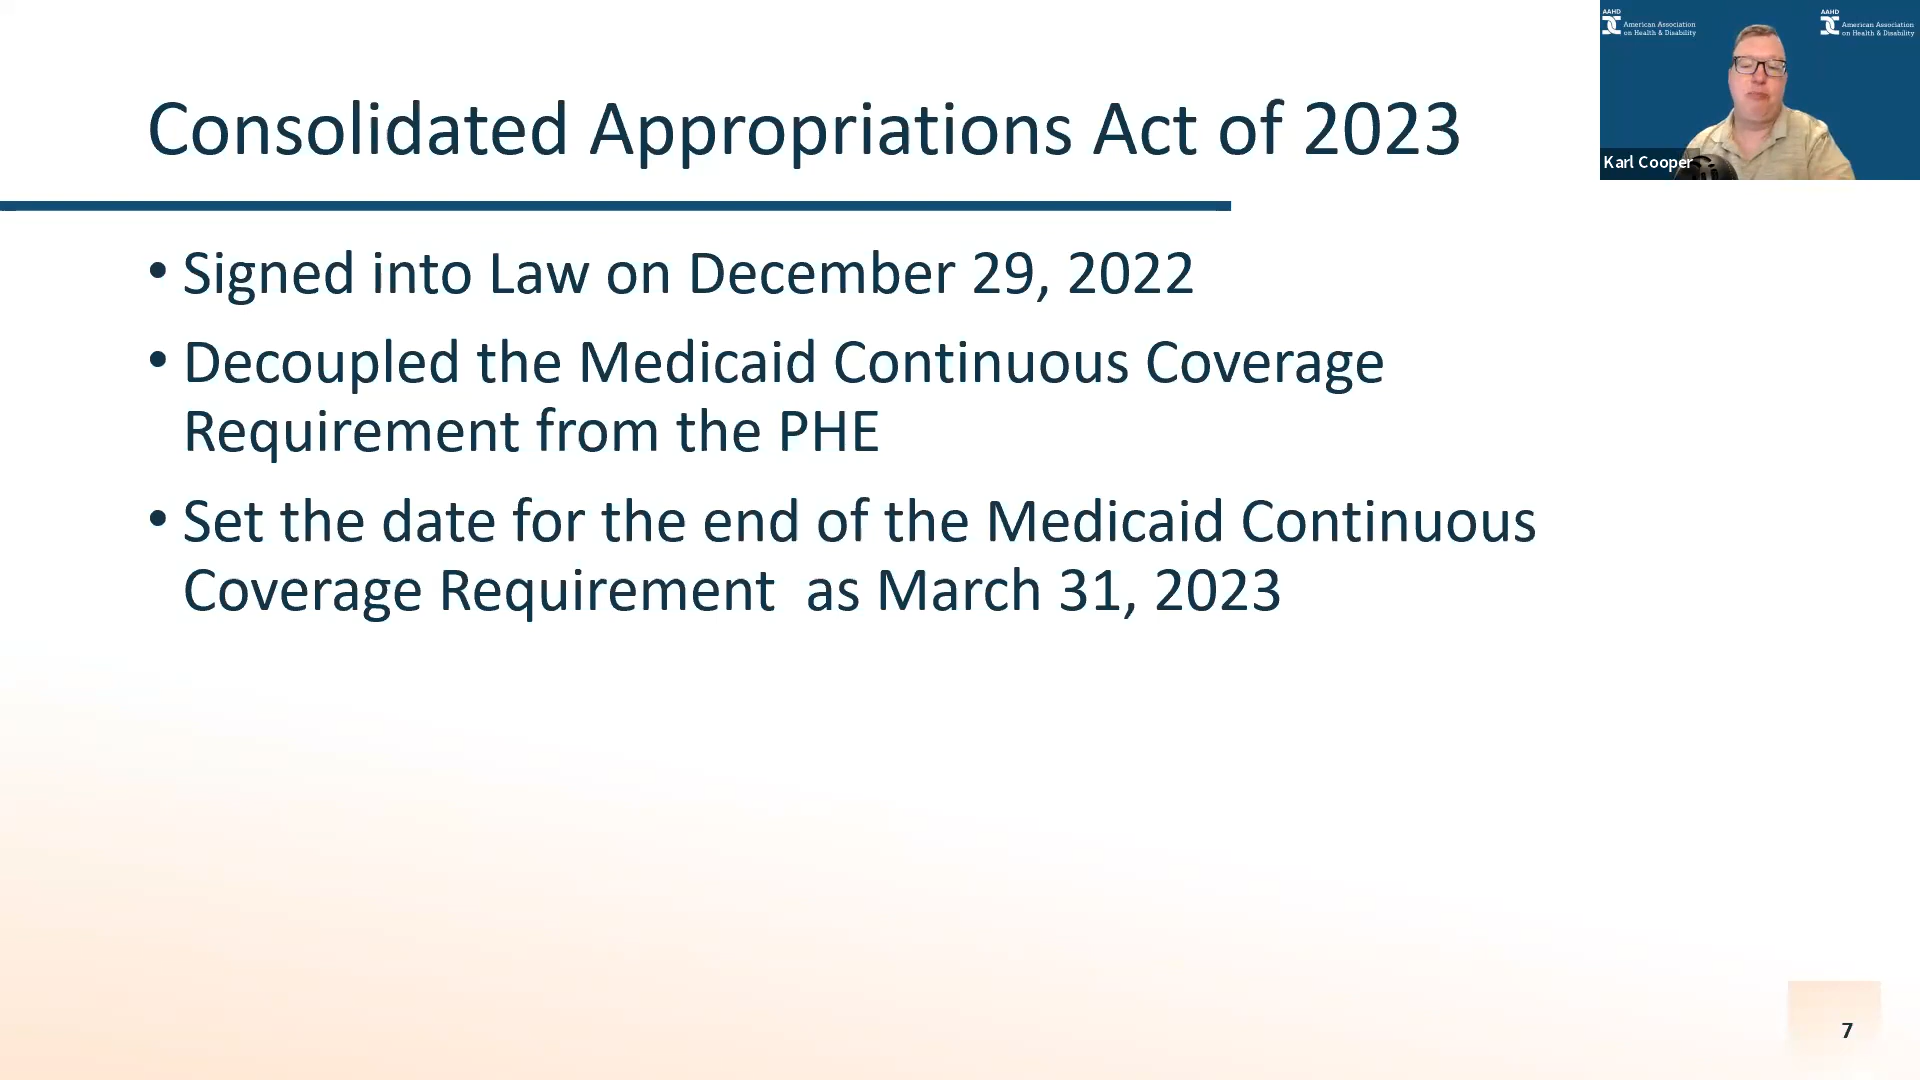 Consolidated Appropriations Act of 2023
• Signed into Law on December 29, 2022
• Decoupled the Medicaid Continuous Coverage
Requirement from the PHE
• Set the date for the end of the Medicaid Continuous
Coverage Requirement  as March 31, 2023
AAHD
American Association
on Health & Disability
AAHD
American Association
on Health & Disability
Karl Cooper
7